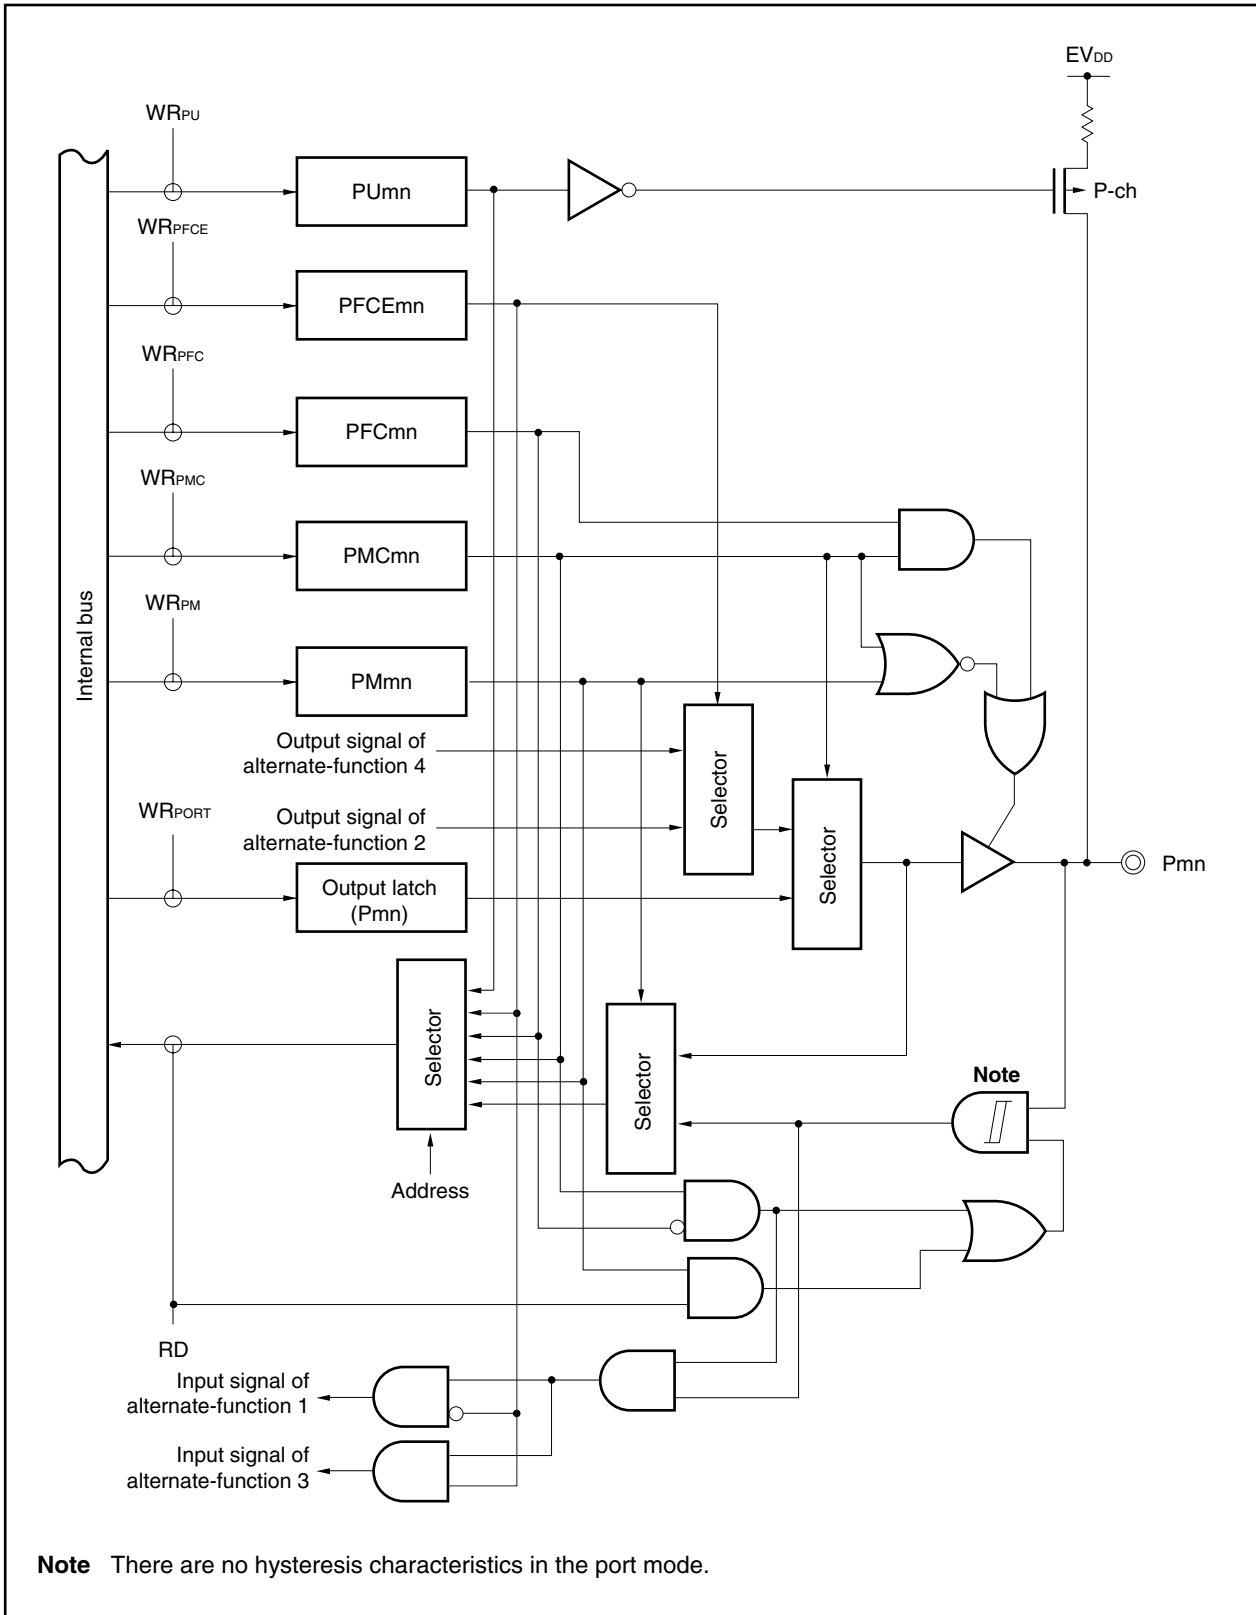 EVDD
WRPU
PUmn
P-ch
WRPFCE
PFCEmn
WRPFC
PFCmn
WRPMC
PMCmn
WRPM
PMmn
Internal bus
Output signal of
alternate-function 4
Selector
WRPORT
Output signal of
alternate-function 2
Selector
Pmn
Output latch
(Pmn)
Selector
Selector
Note
Address
RD
Input signal of
alternate-function 1
Input signal of
alternate-function 3
Note There are no hysteresis characteristics in the port mode.